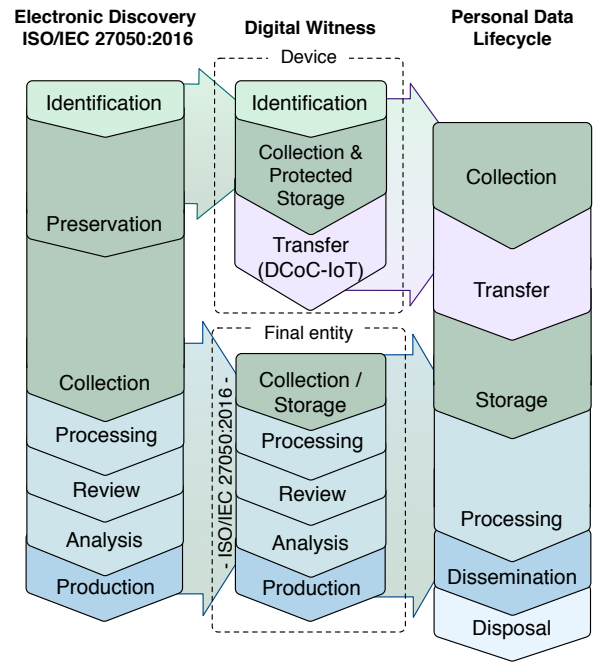 Electronic Discovery
ISO/IEC 27050:2016
Identification
Preservation
Collection
Processing
Review
Analysis
Production
Digital Witness
Device
Identification
Collection &
Protected
Storage
Transfer
(DCoC-IoT)
Final entity
- ISO/IEC 27050:2016 -
Collection /
Storage
Processing
Review
Analysis
Production
Personal Data
Lifecycle
Collection
Transfer
Storage
Processing
Dissemination
Disposal